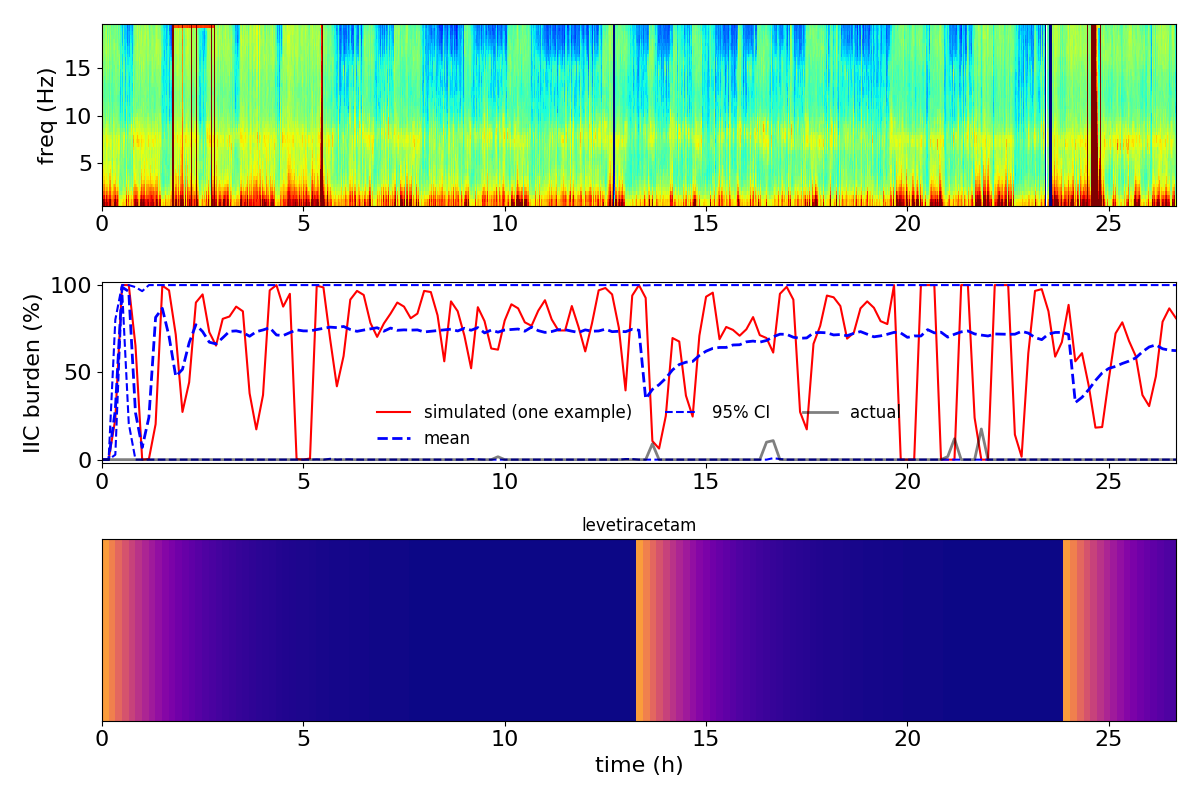 freq (Hz)
15
10
5
0 5 10 15 20 25
IIC burden (%)
100
50
0
simulated (one example) 95% CI actual
mean
0 5 10 15 20 25
levetiracetam
0 5 10 15 20 25
time (h)